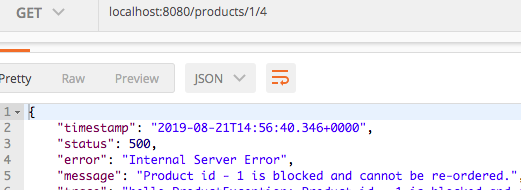 GET localhost:8080/products/1/4
Pretty Raw Preview JSON
1 {
2 "timestamp": "2019-08-21T14:56:40.346+0000",
3 "status": 500,
4 "error": "Internal Server Error",
5 "message": "Product id - 1 is blocked and cannot be re-ordered.",